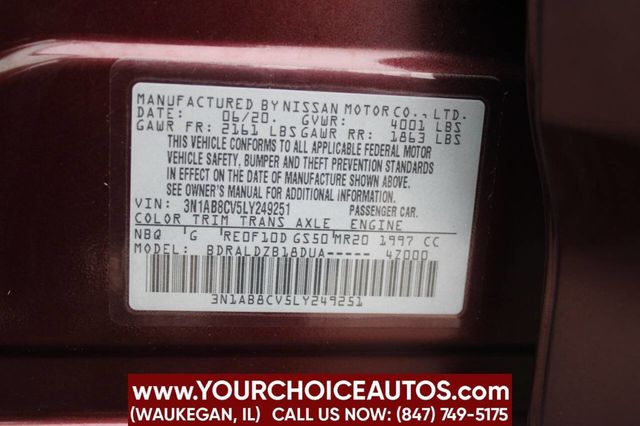 MANUFACTURED BY NISSAN MOTOR CO., LTD.
DATE: 06/20. GVWR: 4001 LBS
GAWR FR: 2161 LBS GAWR RR: 1863 LBS
THIS VEHICLE CONFORMS TO ALL APPLICABLE FEDERAL MOTOR
VEHICLE SAFETY, BUMPER AND THEFT PREVENTION STANDARDS
IN EFFECT ON THE DATE OF MANUFACTURE SHOWN ABOVE.
SEE OWNER'S MANUAL FOR ADDITIONAL INFORMATION.
VIN: 3N1AB8CV5LY249251 PASSENGER CAR.
COLOR TRIM TRANS AXLE ENGINE
NBQ G RE0F10D GS50 MR20 1997 CC
MODEL: BDRALDZB18DUA---- 4Z000
3N1AB8CV5LY249251
WWW.YOURCHOICEAUTOS.COM
(WAUKEGAN, IL) CALL US NOW: (847) 749-5175